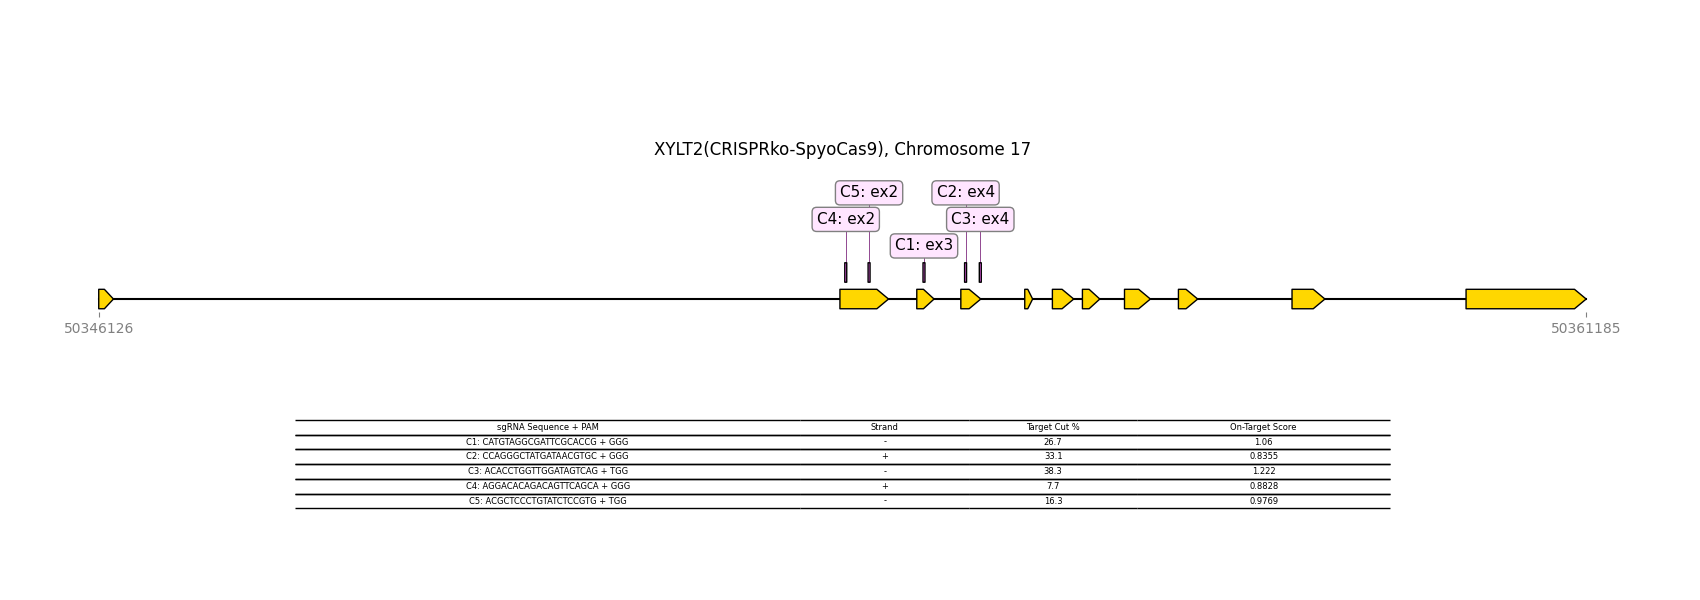 XYLT2(CRISPRko-SpyoCas9), Chromosome 17
C5: ex2 C2: ex4
C4: ex2 C3: ex4
C1: ex3
50346126 50361185
sgRNA Sequence + PAM Strand Target Cut % On-Target Score
C1: CATGTAGGCGATTCGCACCG + GGG - 26.7 1.06
C2: CCAGGGCTATGATAACGTGC + GGG + 33.1 0.8355
C3: ACACCTGGTTGGATAGTCAG + TGG - 38.3 1.222
C4: AGGACACAGACAGTTCAGCA + GGG + 7.7 0.8828
C5: ACGCTCCCTGTATCTCCGTG + TGG - 16.3 0.9769